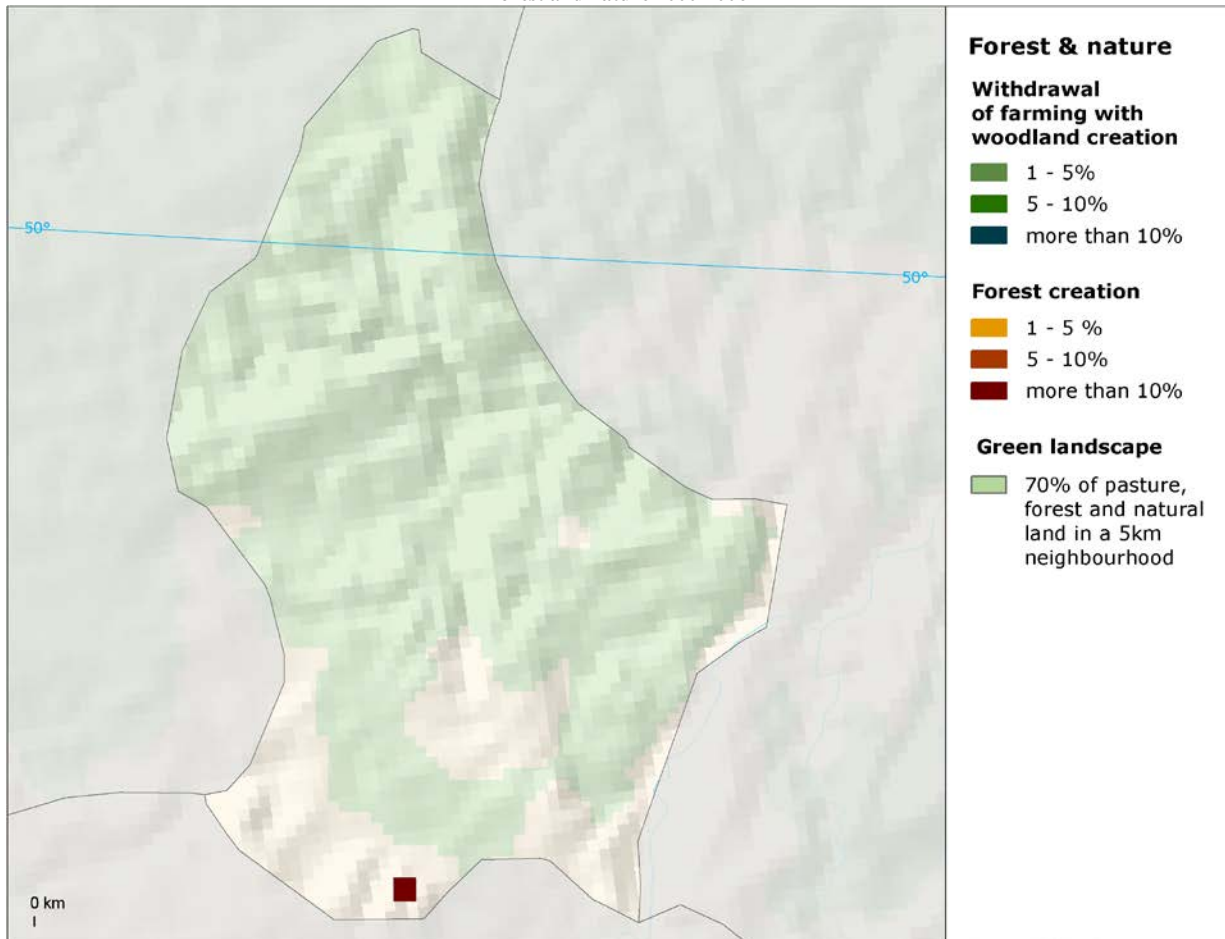 Forest & nature
Withdrawal
of farming with
woodland creation
1 - 5%
5 - 10%
more than 10%
Forest creation
1 - 5 %
5 - 10%
more than 10%
Green landscape
70% of pasture,
forest and natural
land in a 5km
neighbourhood
50°
50°
0 km